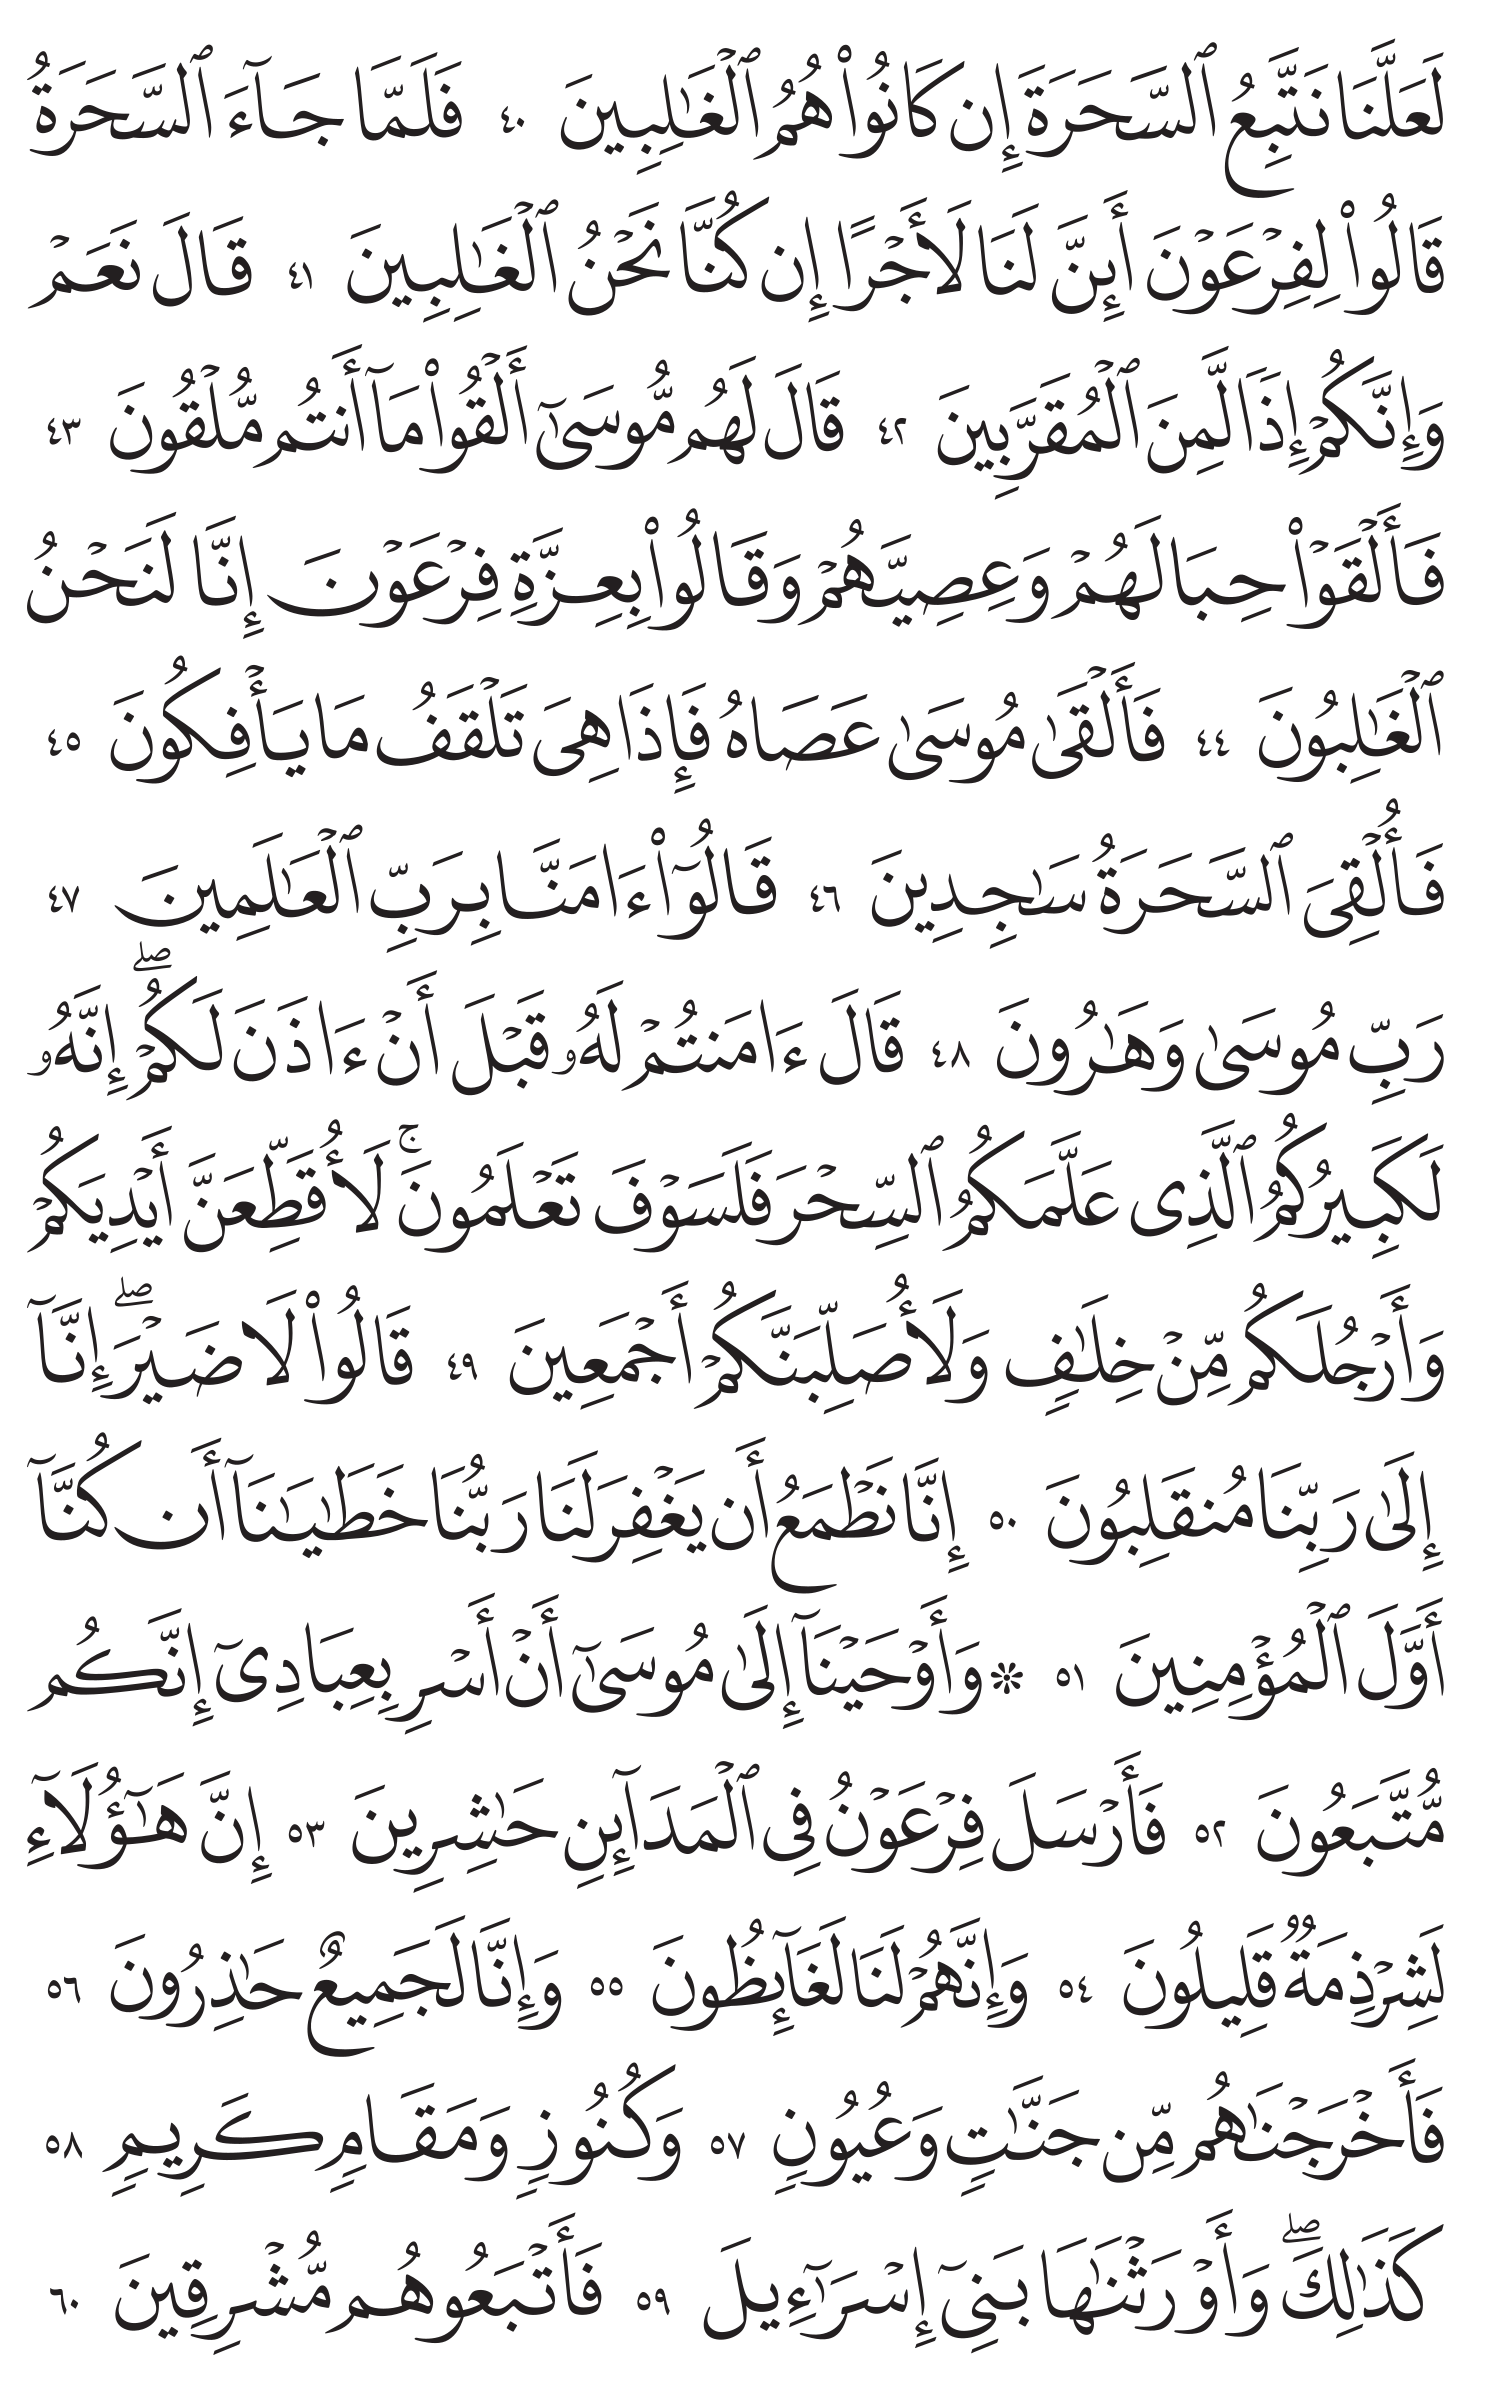 لَعَلَّنَا نَتَّبِعُ ٱلسَّحَرَةَ إِن كَانُوا۟ هُمُ ٱلْغَـٰلِبِينَ ٤٠ فَلَمَّا جَآءَ ٱلسَّحَرَةُ
قَالُوا۟ لِفِرْعَوْنَ أَئِنَّ لَنَا لَأَجْرًا إِن كُنَّا نَحْنُ ٱلْغَـٰلِبِينَ ٤١ قَالَ نَعَمْ
وَإِنَّكُمْ إِذًا لَّمِنَ ٱلْمُقَرَّبِينَ ٤٢ قَالَ لَهُم مُّوسَىٰٓ أَلْقُوا۟ مَآ أَنتُم مُّلْقُونَ ٤٣
فَأَلْقَوْا۟ حِبَالَهُمْ وَعِصِيَّهُمْ وَقَالُوا۟ بِعِزَّةِ فِرْعَوْنَ إِنَّا لَنَحْنُ
ٱلْغَـٰلِبُونَ ٤٤ فَأَلْقَىٰ مُوسَىٰ عَصَاهُ فَإِذَا هِىَ تَلْقَفُ مَا يَأْفِكُونَ ٤٥
فَأُلْقِىَ ٱلسَّحَرَةُ سَـٰجِدِينَ ٤٦ قَالُوٓا۟ ءَامَنَّا بِرَبِّ ٱلْعَـٰلَمِينَ ٤٧
رَبِّ مُوسَىٰ وَهَـٰرُونَ ٤٨ قَالَ ءَامَنتُمْ لَهُۥ قَبْلَ أَنْ ءَاذَنَ لَكُمْ ۖ إِنَّهُۥ
لَكَبِيرُكُمُ ٱلَّذِى عَلَّمَكُمُ ٱلسِّحْرَ فَلَسَوْفَ تَعْلَمُونَ ۚ لَأُقَطِّعَنَّ أَيْدِيَكُمْ
وَأَرْجُلَكُم مِّنْ خِلَـٰفٍ وَلَأُصَلِّبَنَّكُمْ أَجْمَعِينَ ٤٩ قَالُوا۟ لَا ضَيْرَ ۖ إِنَّآ
إِلَىٰ رَبِّنَا مُنقَلِبُونَ ٥٠ إِنَّا نَطْمَعُ أَن يَغْفِرَ لَنَا رَبُّنَا خَطَـٰيَـٰنَآ أَن كُنَّآ
أَوَّلَ ٱلْمُؤْمِنِينَ ٥١ ۞ وَأَوْحَيْنَآ إِلَىٰ مُوسَىٰٓ أَنْ أَسْرِ بِعِبَادِىٓ إِنَّكُم
مُّتَّبَعُونَ ٥٢ فَأَرْسَلَ فِرْعَوْنُ فِى ٱلْمَدَآئِنِ حَـٰشِرِينَ ٥٣ إِنَّ هَـٰٓؤُلَآءِ
لَشِرْذِمَةٌ قَلِيلُونَ ٥٤ وَإِنَّهُمْ لَنَا لَغَآئِظُونَ ٥٥ وَإِنَّا لَجَمِيعٌ حَـٰذِرُونَ ٥٦
فَأَخْرَجْنَـٰهُم مِّن جَنَّـٰتٍ وَعُيُونٍ ٥٧ وَكُنُوزٍ وَمَقَامٍ كَرِيمٍ ٥٨
كَذَٰلِكَ ۖ وَأَوْرَثْنَـٰهَا بَنِىٓ إِسْرَٰٓءِيلَ ٥٩ فَأَتْبَعُوهُم مُّشْرِقِينَ ٦٠